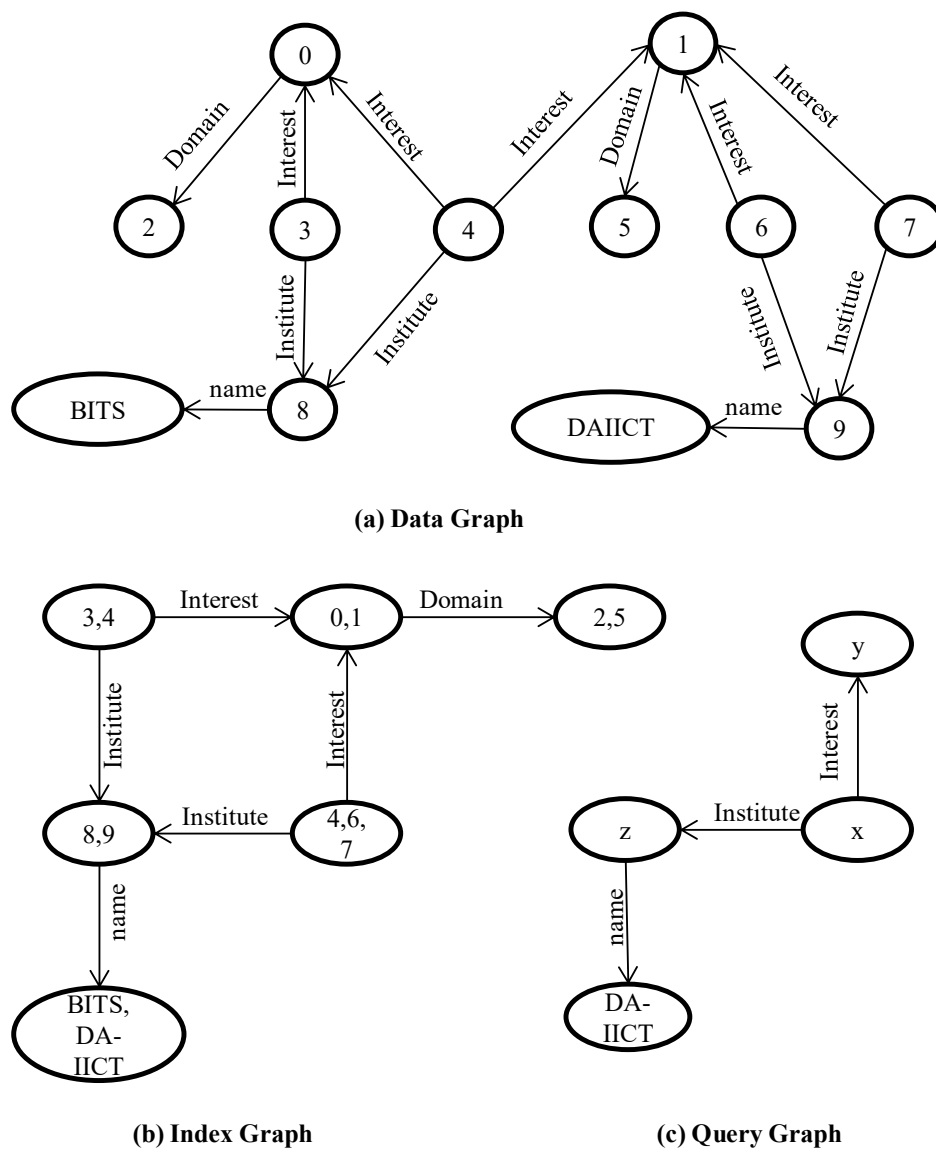 0
1
Domain
Interest
Interest
Interest
Domain
Interest
Interest
2
3
4
5
6
7
Institute
Institute
Institute
Institute
BITS
name
8
DAIICT
name
9
(a) Data Graph
3,4
Interest
0,1
Domain
2,5
Institute
Interest
y
Interest
8,9
Institute
4,6,
7
z
Institute
x
name
name
BITS,
DA-
IICT
DA-
IICT
(b) Index Graph
(c) Query Graph